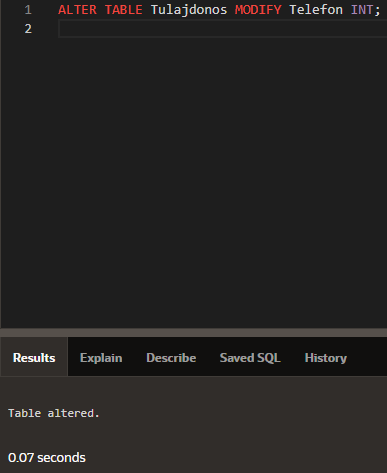 1 ALTER TABLE Tulajdonos MODIFY Telefon INT;
2
Results Explain Describe Saved SQL History
Table altered.
0.07 seconds